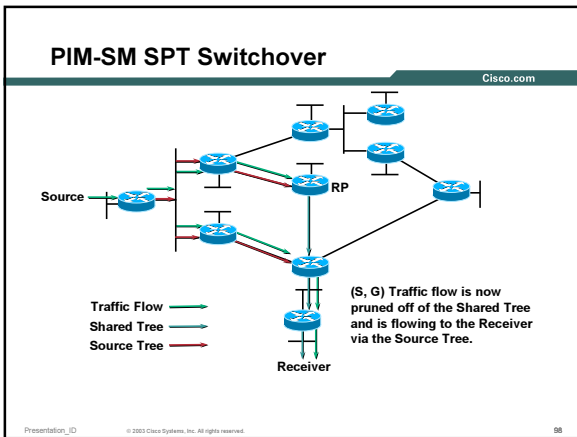 PIM-SM SPT Switchover
Cisco.com
RP
Source
Traffic Flow
Shared Tree
Source Tree
(S, G) Traffic flow is now
pruned off of the Shared Tree
and is flowing to the Receiver
via the Source Tree.
Receiver
Presentation_ID
© 2003 Cisco Systems, Inc. All rights reserved.
98